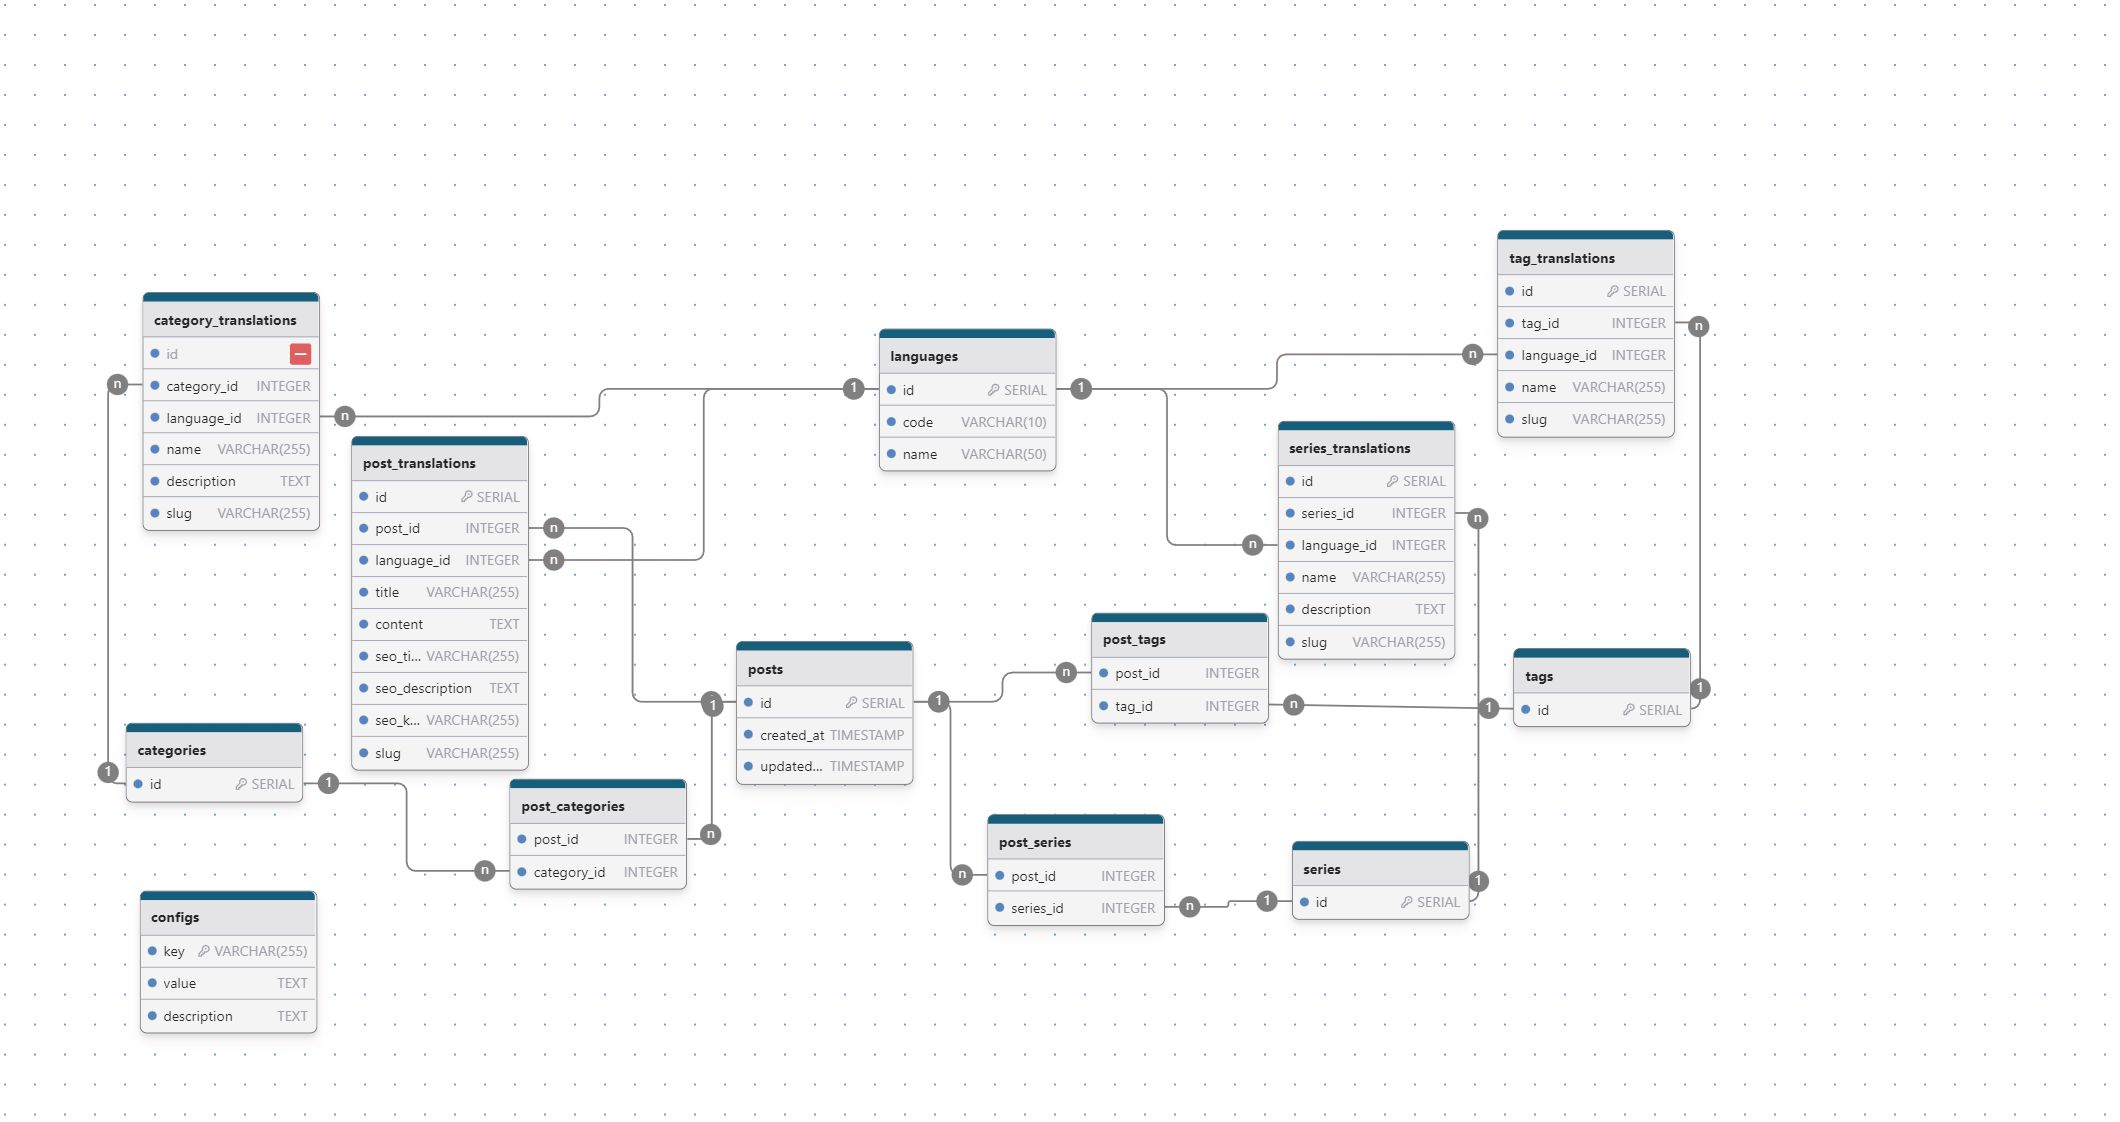 tag_translations
id SERIAL
tag_id INTEGER
language_id INTEGER
name VARCHAR(255)
slug VARCHAR(255)
n
n
category_translations
id
category_id INTEGER
language_id INTEGER
name VARCHAR(255)
description TEXT
slug VARCHAR(255)
n
n
languages
id SERIAL
code VARCHAR(10)
name VARCHAR(50)
1
1
series_translations
id SERIAL
series_id INTEGER
language_id INTEGER
name VARCHAR(255)
description TEXT
slug VARCHAR(255)
n
n
post_translations
id SERIAL
post_id INTEGER
language_id INTEGER
title VARCHAR(255)
content TEXT
seo_ti... VARCHAR(255)
seo_description TEXT
seo_k... VARCHAR(255)
slug VARCHAR(255)
n
n
post_tags
post_id INTEGER
tag_id INTEGER
n
n
posts
id SERIAL
created_at TIMESTAMP
updated... TIMESTAMP
1
1
tags
id SERIAL
1
1
categories
id SERIAL
1
1
post_categories
post_id INTEGER
category_id INTEGER
n
n
post_series
post_id INTEGER
series_id INTEGER
n
n
series
id SERIAL
1
1
configs
key VARCHAR(255)
value TEXT
description TEXT